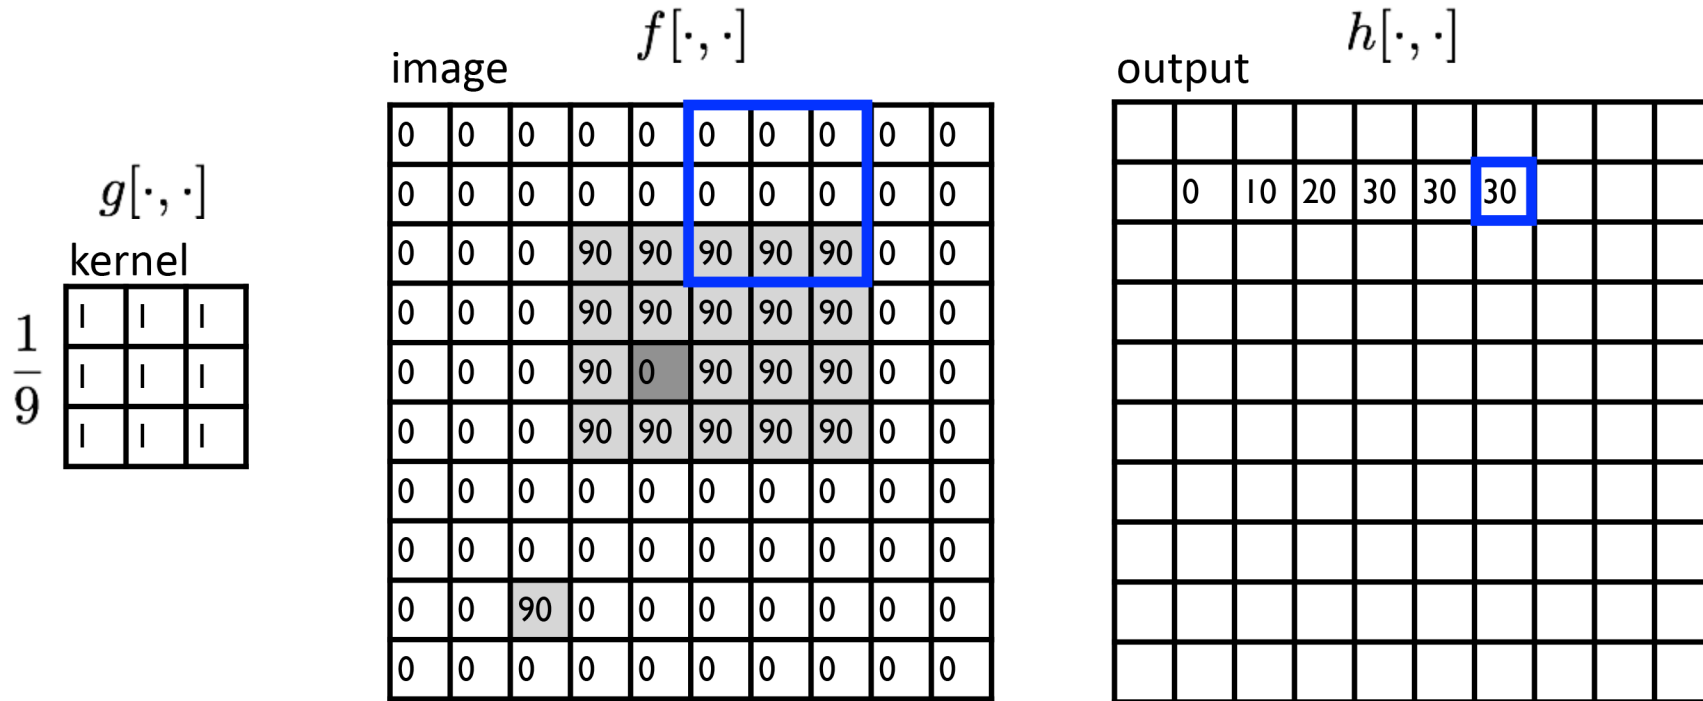 f[·, ·]
h[·, ·]
image
output
0 0 0 0 0 0 0 0 0 0
g[·, ·]
0 0 0 0 0 0 0 0 0 0
0 10 20 30 30 30
kernel
0 0 0 90 90 90 90 90 0 0
1/9
1 1 1
0 0 0 90 90 90 90 90 0 0
1 1 1
0 0 0 90 0 90 90 90 0 0
1 1 1
0 0 0 90 90 90 90 90 0 0
0 0 0 0 0 0 0 0 0 0
0 0 0 0 0 0 0 0 0 0
0 0 90 0 0 0 0 0 0 0
0 0 0 0 0 0 0 0 0 0